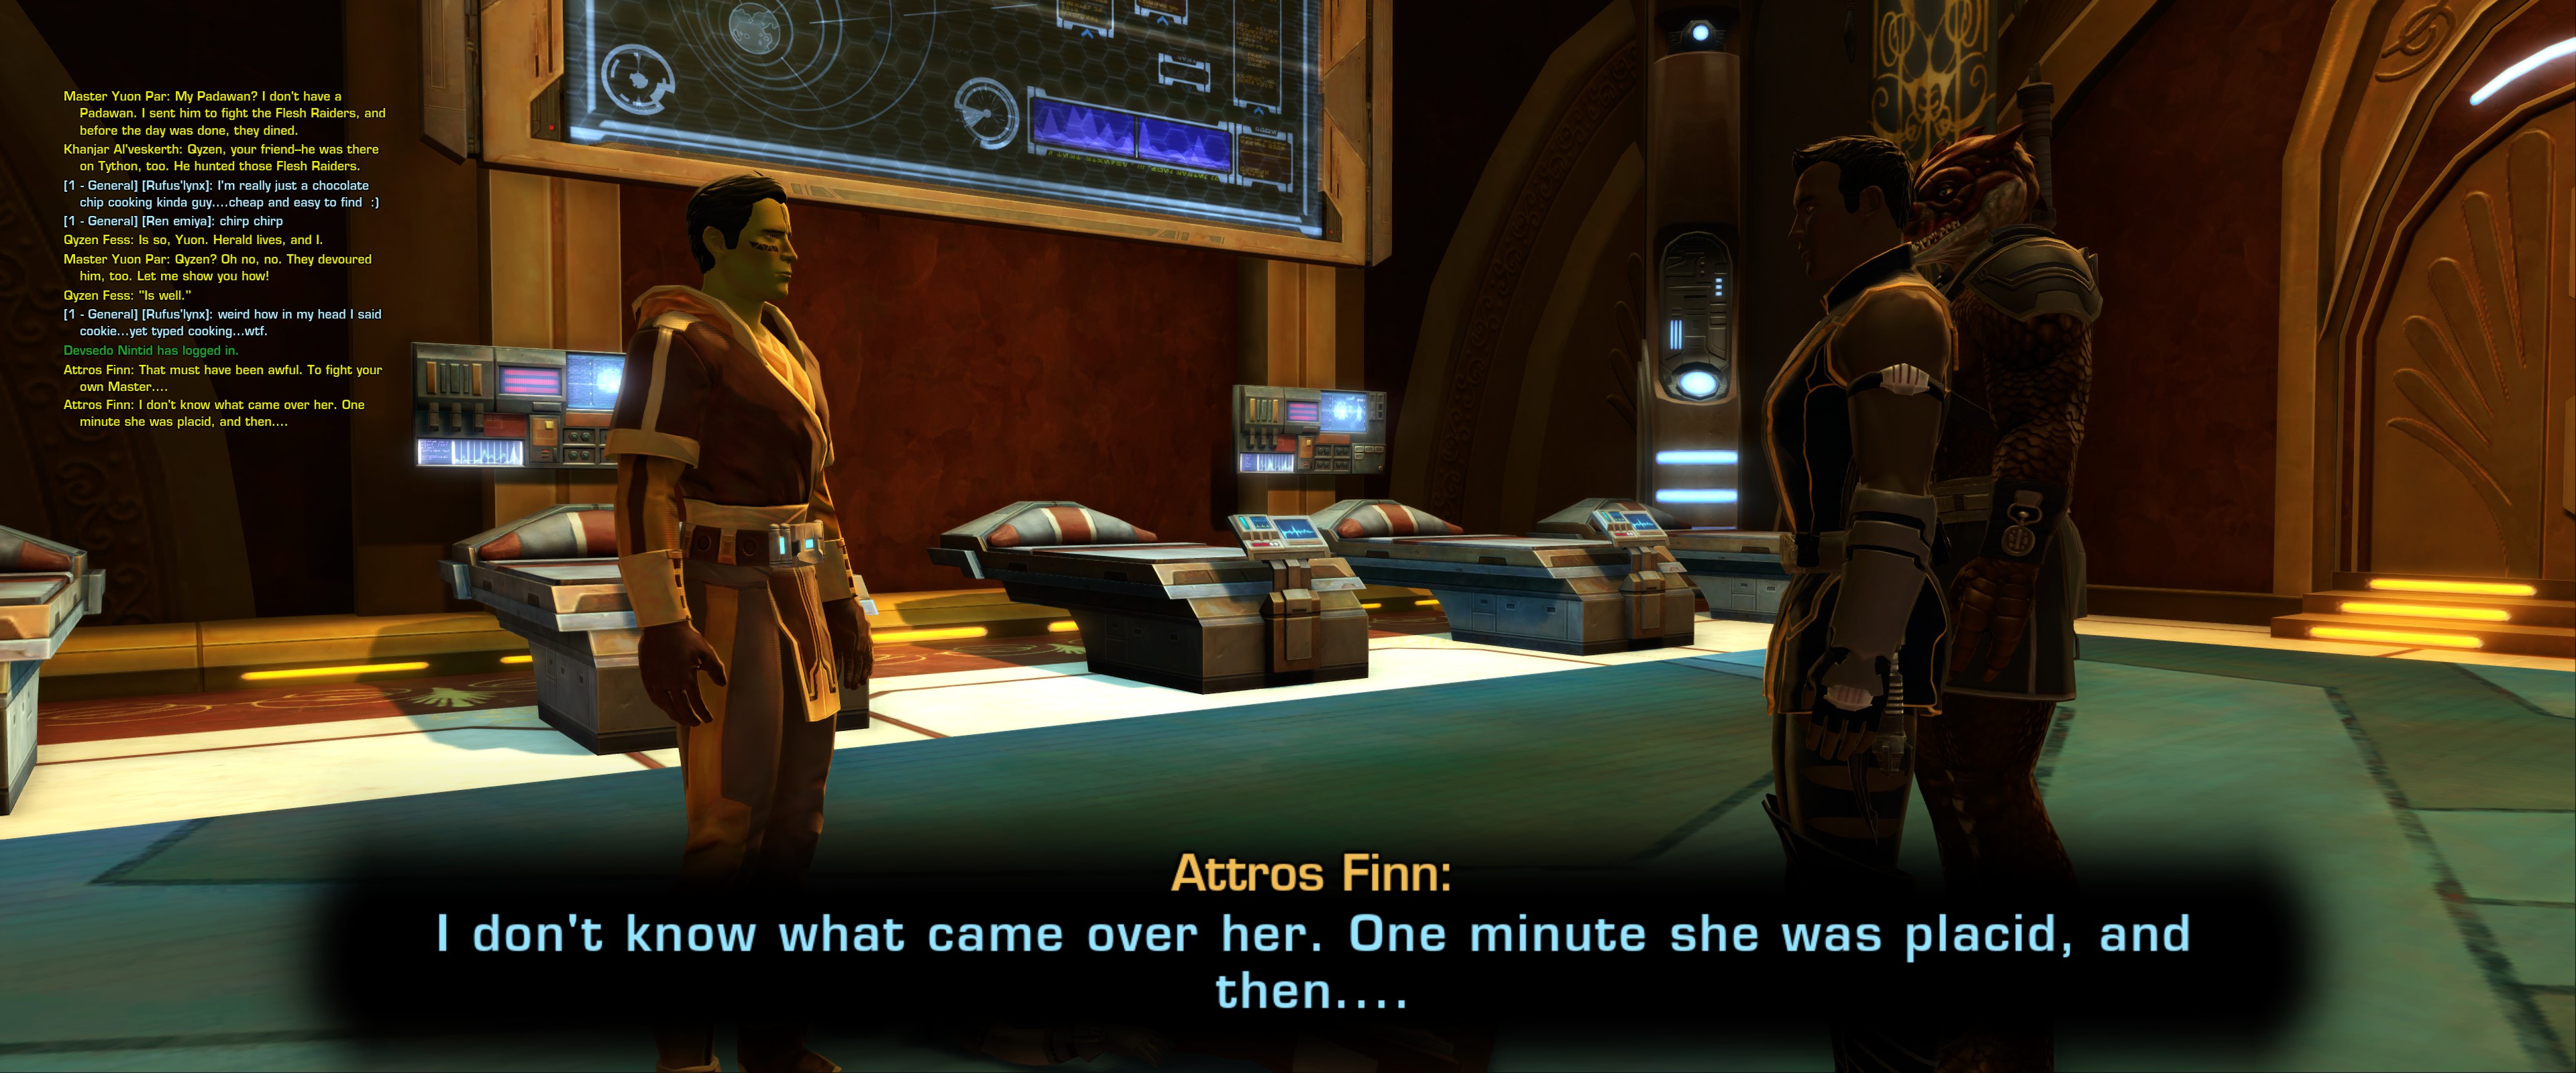 Master Yuon Par: My Padawan? I don't have a
Padawan. I sent him to fight the Flesh Raiders, and
before the day was done, they dined.
Khanjar Al'veskerth: Qyzen, your friend–he was there
on Tython, too. He hunted those Flesh Raiders.
[1 - General] [Rufus'lynx]: I'm really just a chocolate
chip cooking kinda guy....cheap and easy to find :)
[1 - General] [Ren emiya]: chirp chirp
Qyzen Fess: Is so, Yuon. Herald lives, and I.
Master Yuon Par: Qyzen? Oh no, no. They devoured
him, too. Let me show you how!
Qyzen Fess: "Is well."
[1 - General] [Rufus'lynx]: weird how in my head I said
cookie...yet typed cooking...wtf.
Devsedo Nintid has logged in.
Attros Finn: That must have been awful. To fight your
own Master....
Attros Finn: I don't know what came over her. One
minute she was placid, and then....
Attros Finn:
I don't know what came over her. One minute she was placid, and
then....